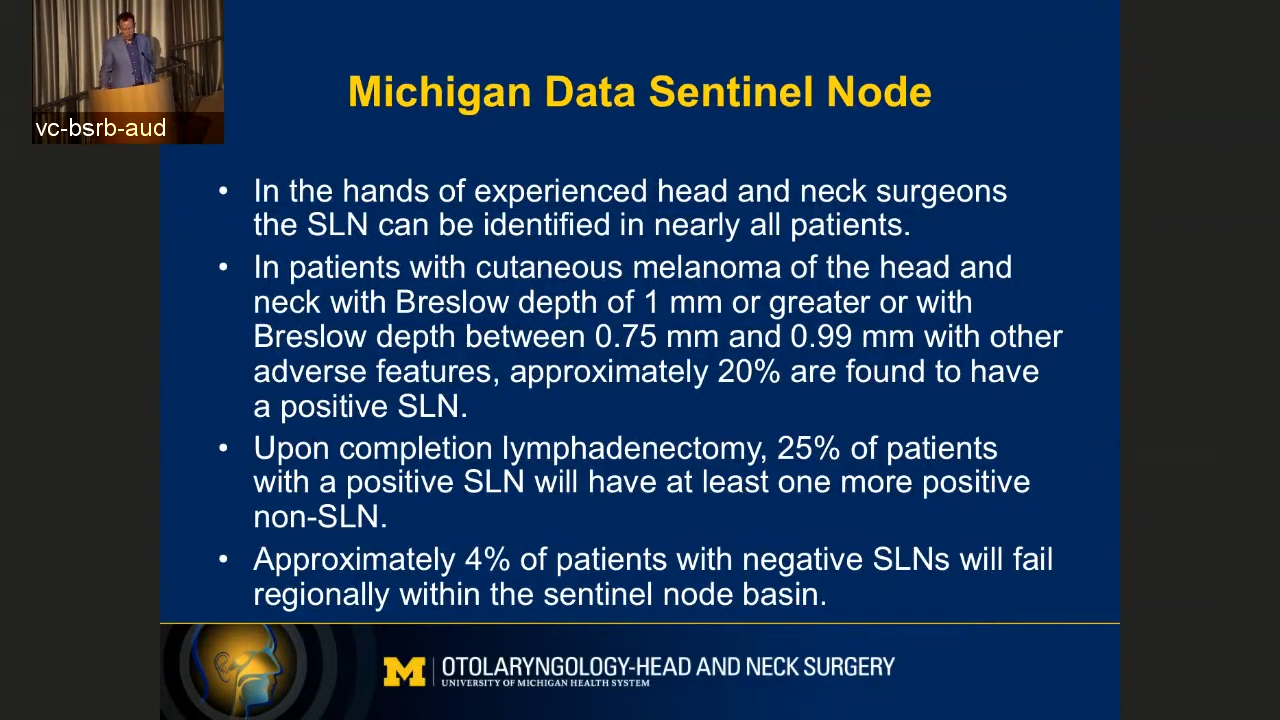 vc-bsrb-aud
Michigan Data Sentinel Node
• In the hands of experienced head and neck surgeons
the SLN can be identified in nearly all patients.
• In patients with cutaneous melanoma of the head and
neck with Breslow depth of 1 mm or greater or with
Breslow depth between 0.75 mm and 0.99 mm with other
adverse features, approximately 20% are found to have
a positive SLN.
• Upon completion lymphadenectomy, 25% of patients
with a positive SLN will have at least one more positive
non-SLN.
• Approximately 4% of patients with negative SLNs will fail
regionally within the sentinel node basin.
M OTOLARYNGOLOGY-HEAD AND NECK SURGERY
UNIVERSITY OF MICHIGAN HEALTH SYSTEM